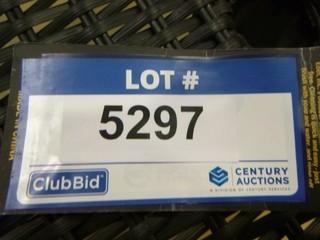 LOT #
5297
ClubBid
CENTURY
AUCTIONS
A DIVISION OF CENTURY SERVICES